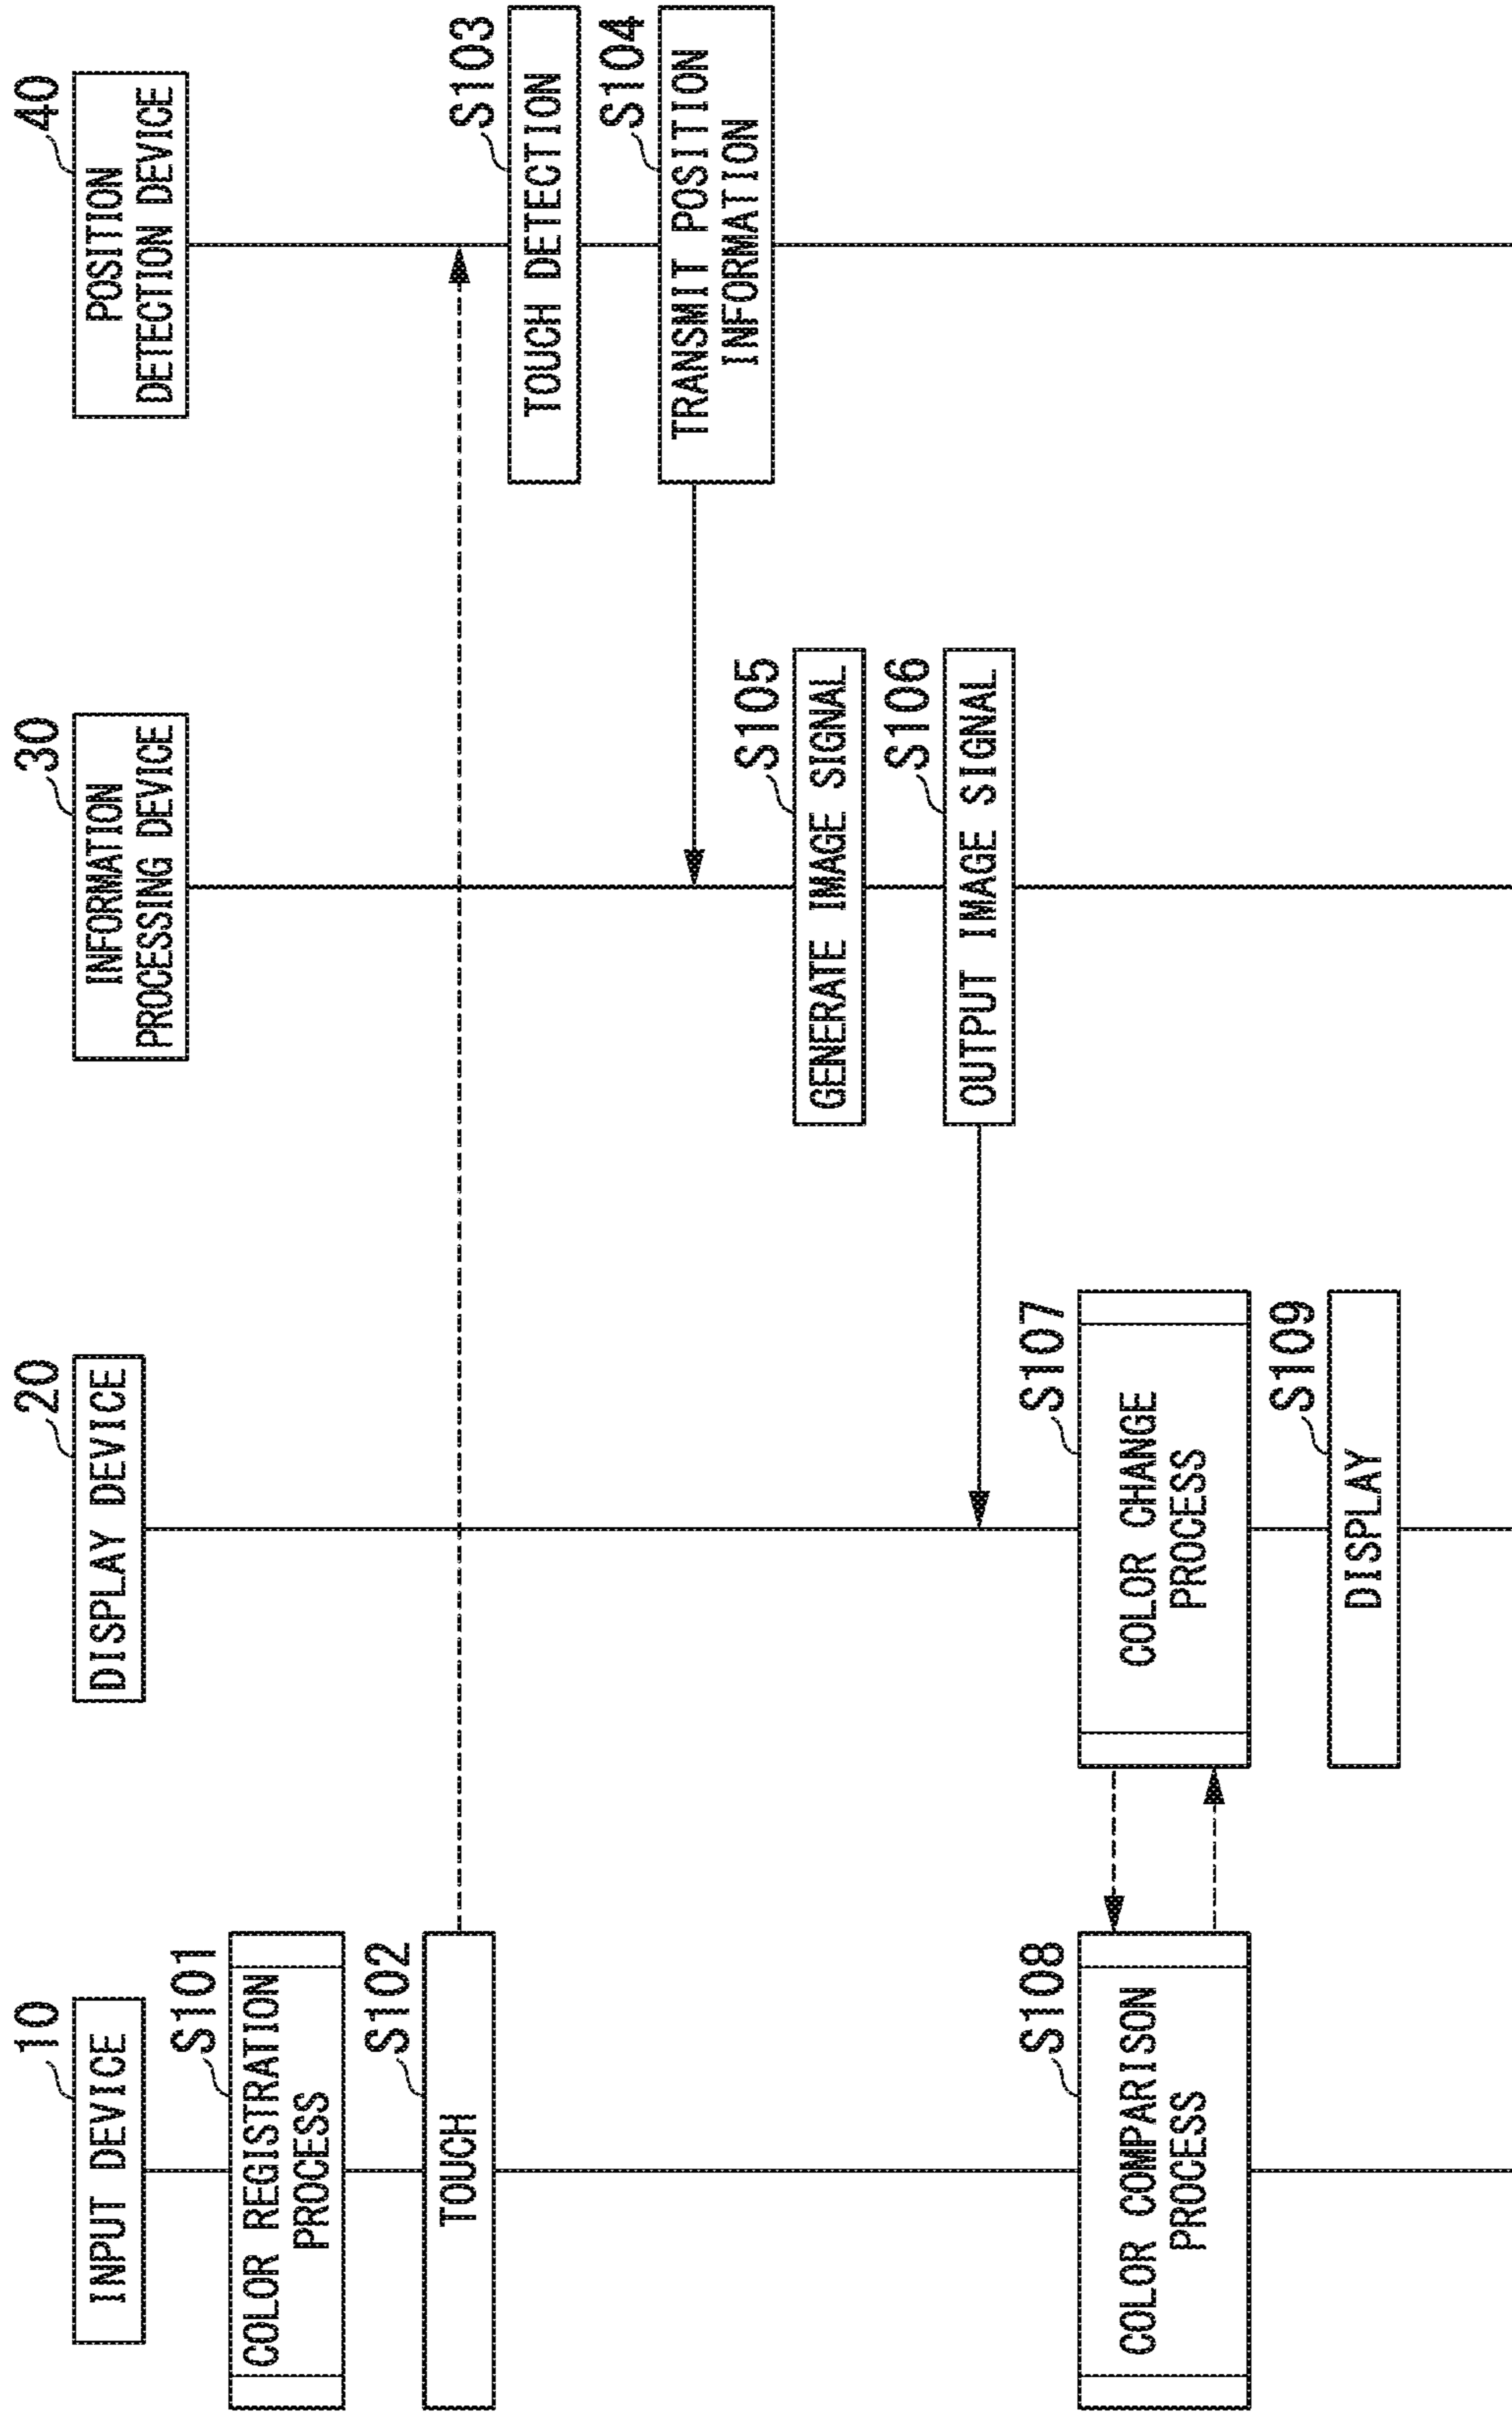 10
INPUT DEVICE
20
DISPLAY DEVICE
30
INFORMATION
PROCESSING DEVICE
40
POSITION
DETECTION DEVICE
S101
COLOR REGISTRATION
PROCESS
S102
TOUCH
S103
TOUCH DETECTION
S104
TRANSMIT POSITION
INFORMATION
S105
GENERATE IMAGE SIGNAL
S106
OUTPUT IMAGE SIGNAL
S108
COLOR COMPARISON
PROCESS
S107
COLOR CHANGE
PROCESS
S109
DISPLAY